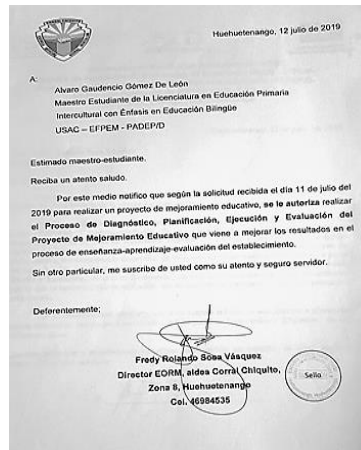 Huehuetenango, 12 julio de 2019
A:
Alvaro Gaudencio Gómez De León
Maestro Estudiante de la Licenciatura en Educación Primaria
Intercultural con Énfasis en Educación Bilingüe
USAC – EFPEM - PADEP/D
Estimado maestro-estudiante.
Reciba un atento saludo.
Por este medio notifico que según la solicitud recibida el día 11 de julio del
2019 para realizar un proyecto de mejoramiento educativo, se le autoriza realizar
el Proceso de Diagnóstico, Planificación, Ejecución y Evaluación del
Proyecto de Mejoramiento Educativo que viene a mejorar los resultados en el
proceso de enseñanza-aprendizaje-evaluación del establecimiento.
Sin otro particular, me suscribo de usted como su atento y seguro servidor.
Deferentemente;
Fredy Rolando Sosa Vásquez
Director EORM, aldea Corral Chiquito,
Zona 8, Huehuetenango
Cel. 46984535
Sello